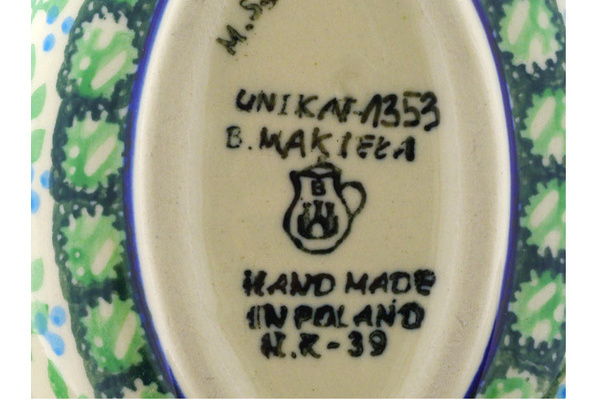 UNIKAT-1353
B. MAKIEŁA
B
HAND MADE
IN POLAND
N.K-39